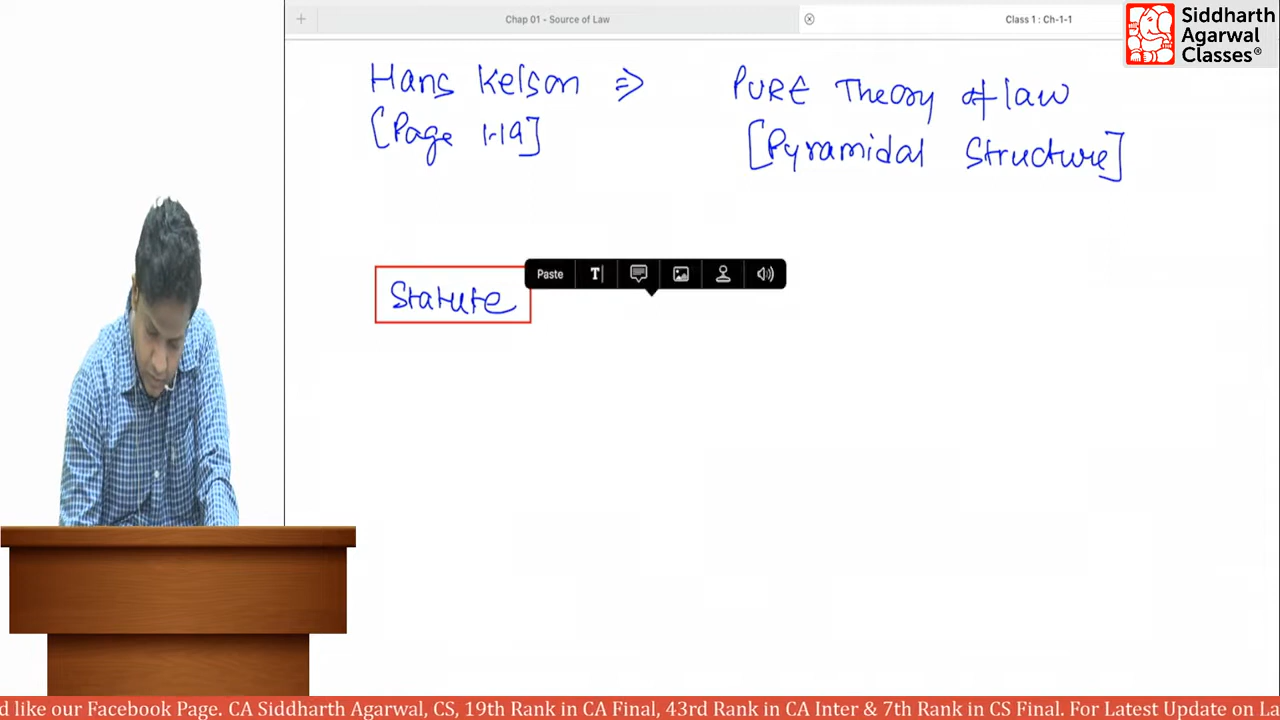 Chap 01 - Source of Law
Class 1 : Ch-1-1
Siddharth
Agarwal
Classes®
Hans Kelson ⇒ PURE Theory of law
[Page 1.19] [Pyramidal Structure]
Paste
Statute
d like our Facebook Page. CA Siddharth Agarwal, CS, 19th Rank in CA Final, 43rd Rank in CA Inter & 7th Rank in CS Final. For Latest Update on La